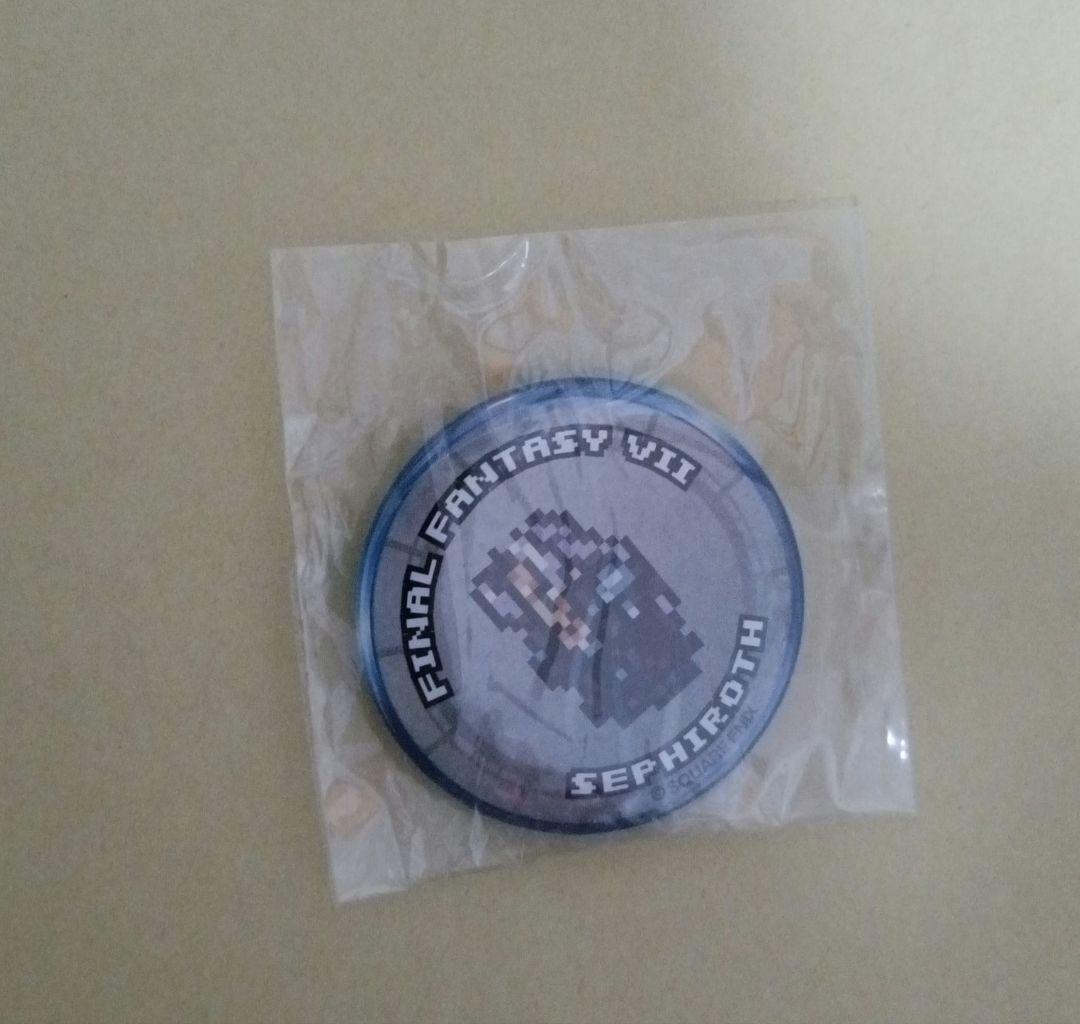 FINAL FANTASY VII
SEPHIROTH
© SQUARE ENIX